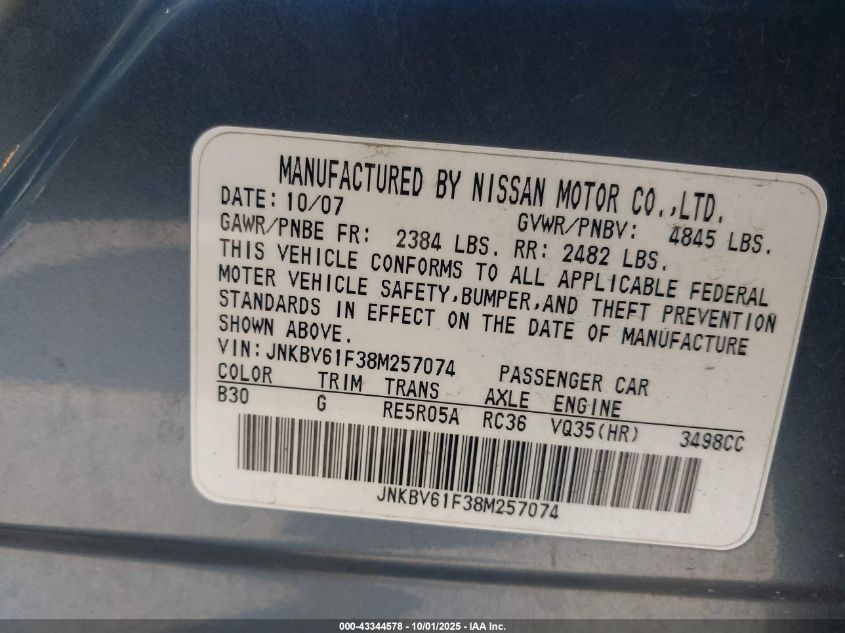 MANUFACTURED BY NISSAN MOTOR CO.,LTD.
DATE: 10/07 GVWR/PNBV: 4845 LBS.
GAWR/PNBE FR: 2384 LBS. RR: 2482 LBS.
THIS VEHICLE CONFORMS TO ALL APPLICABLE FEDERAL
MOTER VEHICLE SAFETY,BUMPER,AND THEFT PREVENTION
STANDARDS IN EFFECT ON THE DATE OF MANUFACTURE
SHOWN ABOVE.
VIN: JNKBV61F38M257074 PASSENGER CAR
COLOR TRIM TRANS AXLE ENGINE
B30 G RE5R05A RC36 VQ35(HR) 3498CC
JNKBV61F38M257074
000-43344578 | 10/01/2025 - IAA Inc.